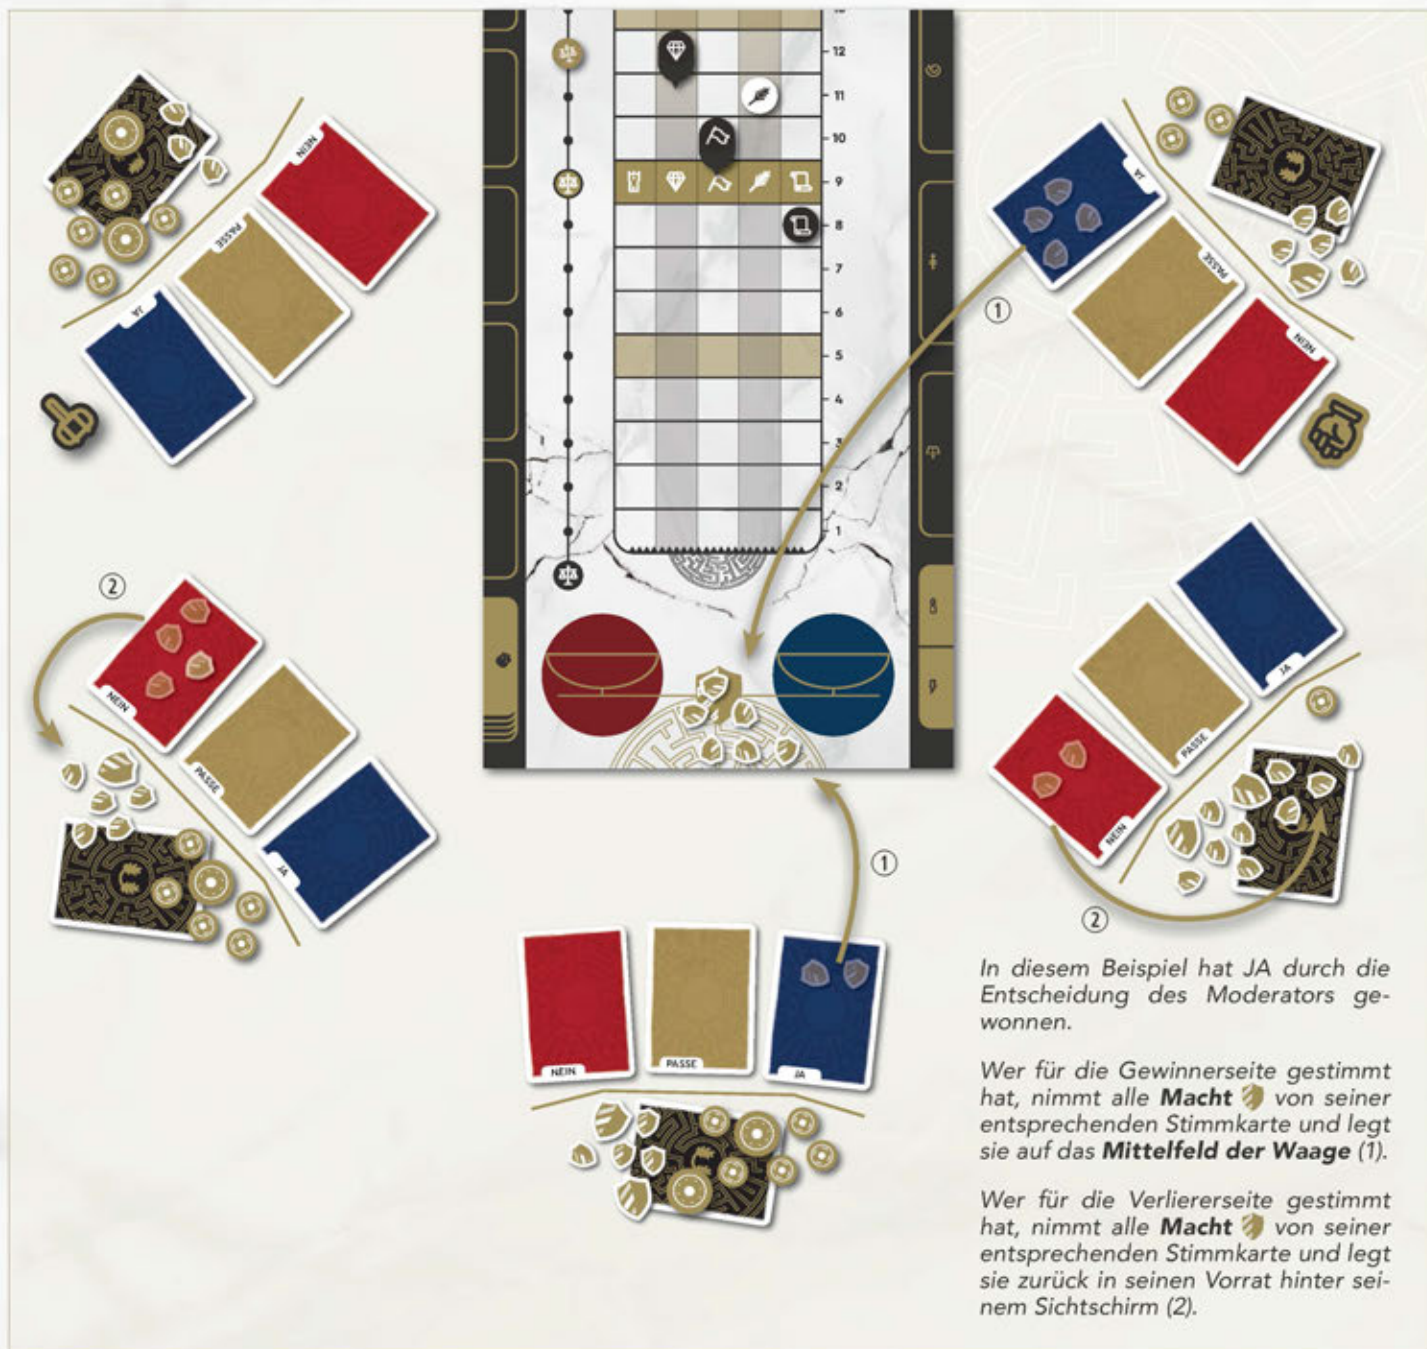 12
11
10
9
8
7
6
5
4
3
2
1
NEIN
PASSE
JA
JA
PASSE
NEIN
1
2
NEIN
PASSE
JA
JA
PASSE
NEIN
2
1
NEIN
PASSE
JA
In diesem Beispiel hat JA durch die
Entscheidung des Moderators ge-
wonnen.
Wer für die Gewinnerseite gestimmt
hat, nimmt alle Macht von seiner
entsprechenden Stimmkarte und legt
sie auf das Mittelfeld der Waage (1).
Wer für die Verliererseite gestimmt
hat, nimmt alle Macht von seiner
entsprechenden Stimmkarte und legt
sie zurück in seinen Vorrat hinter sei-
nem Sichtschirm (2).